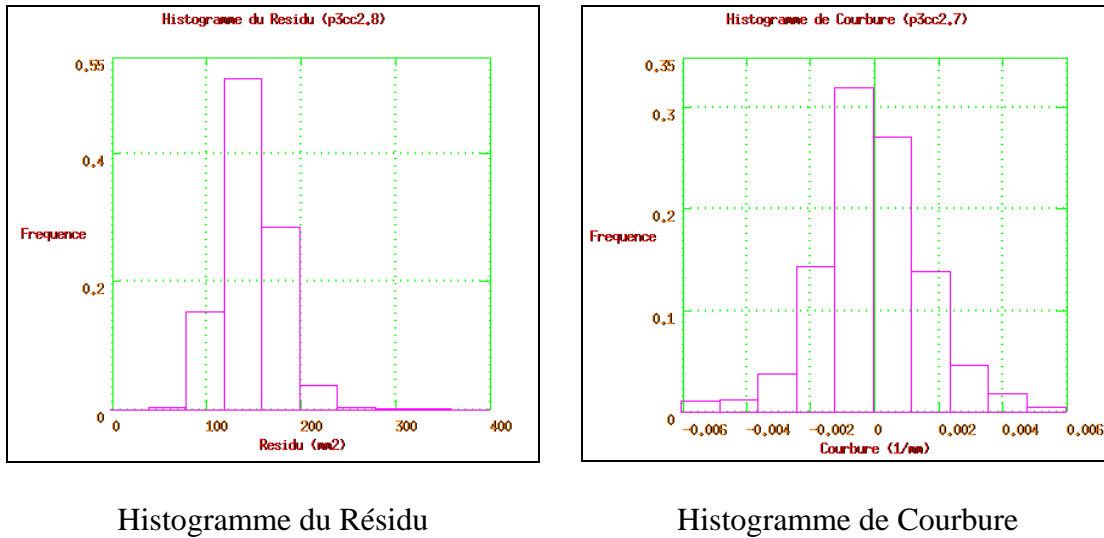 Histogramme du Residu (p3cc2.8)
0.55
0.4
Frequence
0.2
0
0 100 200 300 400
Residu (mm2)
Histogramme de Courbure (p3cc2.7)
0.35
0.3
0.2
Frequence
0.1
0
-0.006 -0.004 -0.002 0 0.002 0.004 0.006
Courbure (1/mm)
Histogramme du Résidu
Histogramme de Courbure